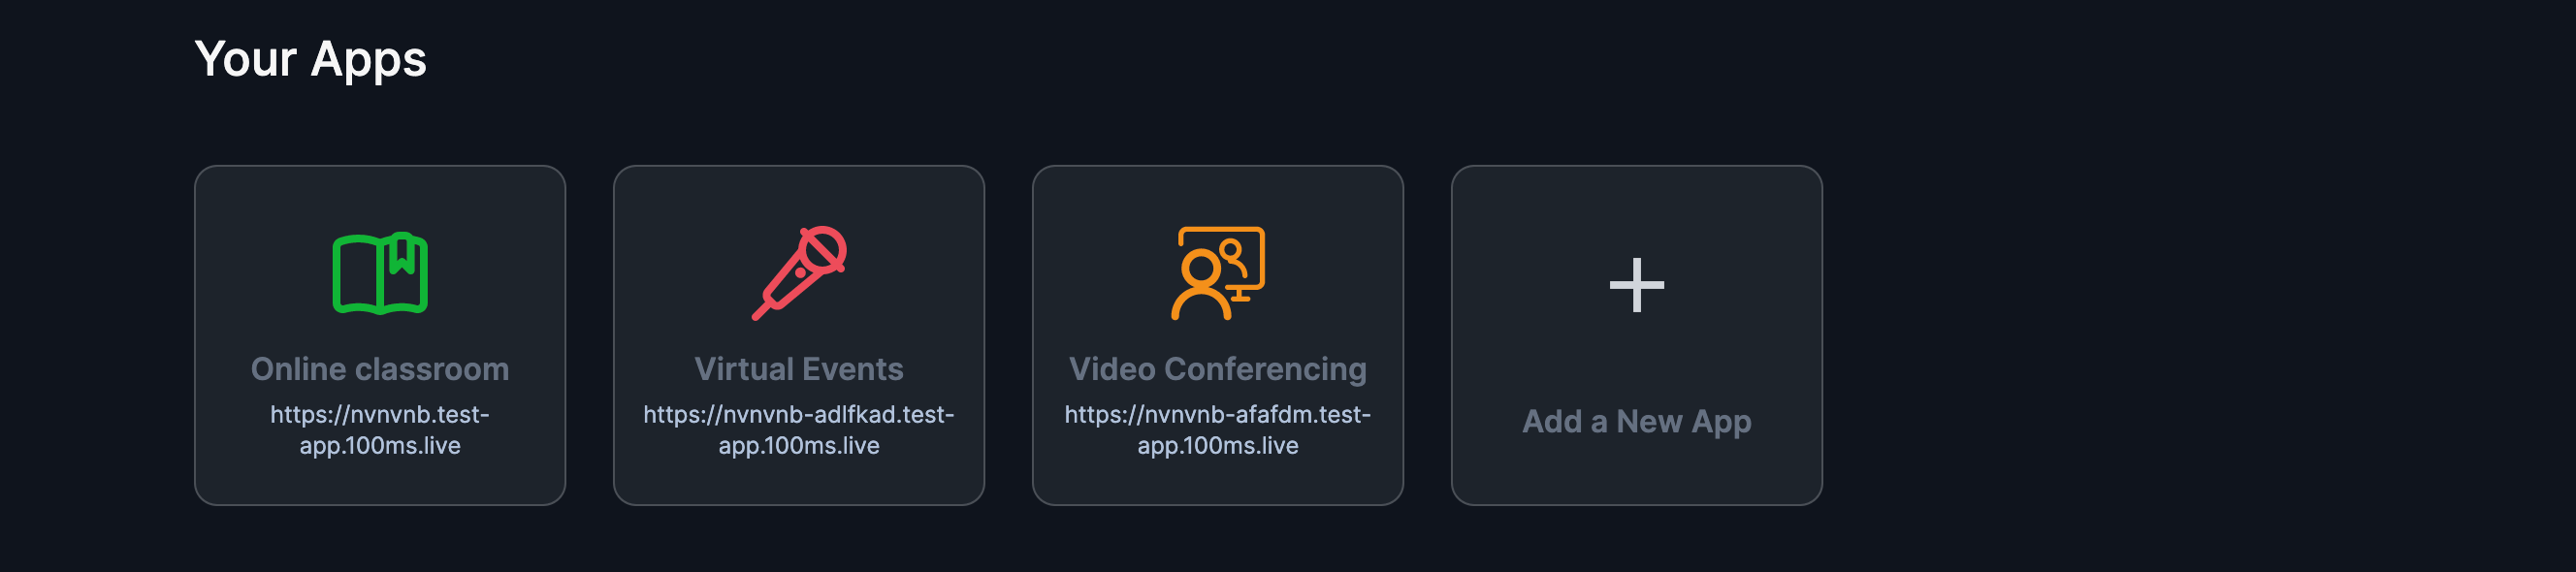 Your Apps
Online classroom
https://nvnvnb.test-
app.100ms.live
Virtual Events
https://nvnvnb-adlfkad.test-
app.100ms.live
Video Conferencing
https://nvnvnb-afafdm.test-
app.100ms.live
Add a New App